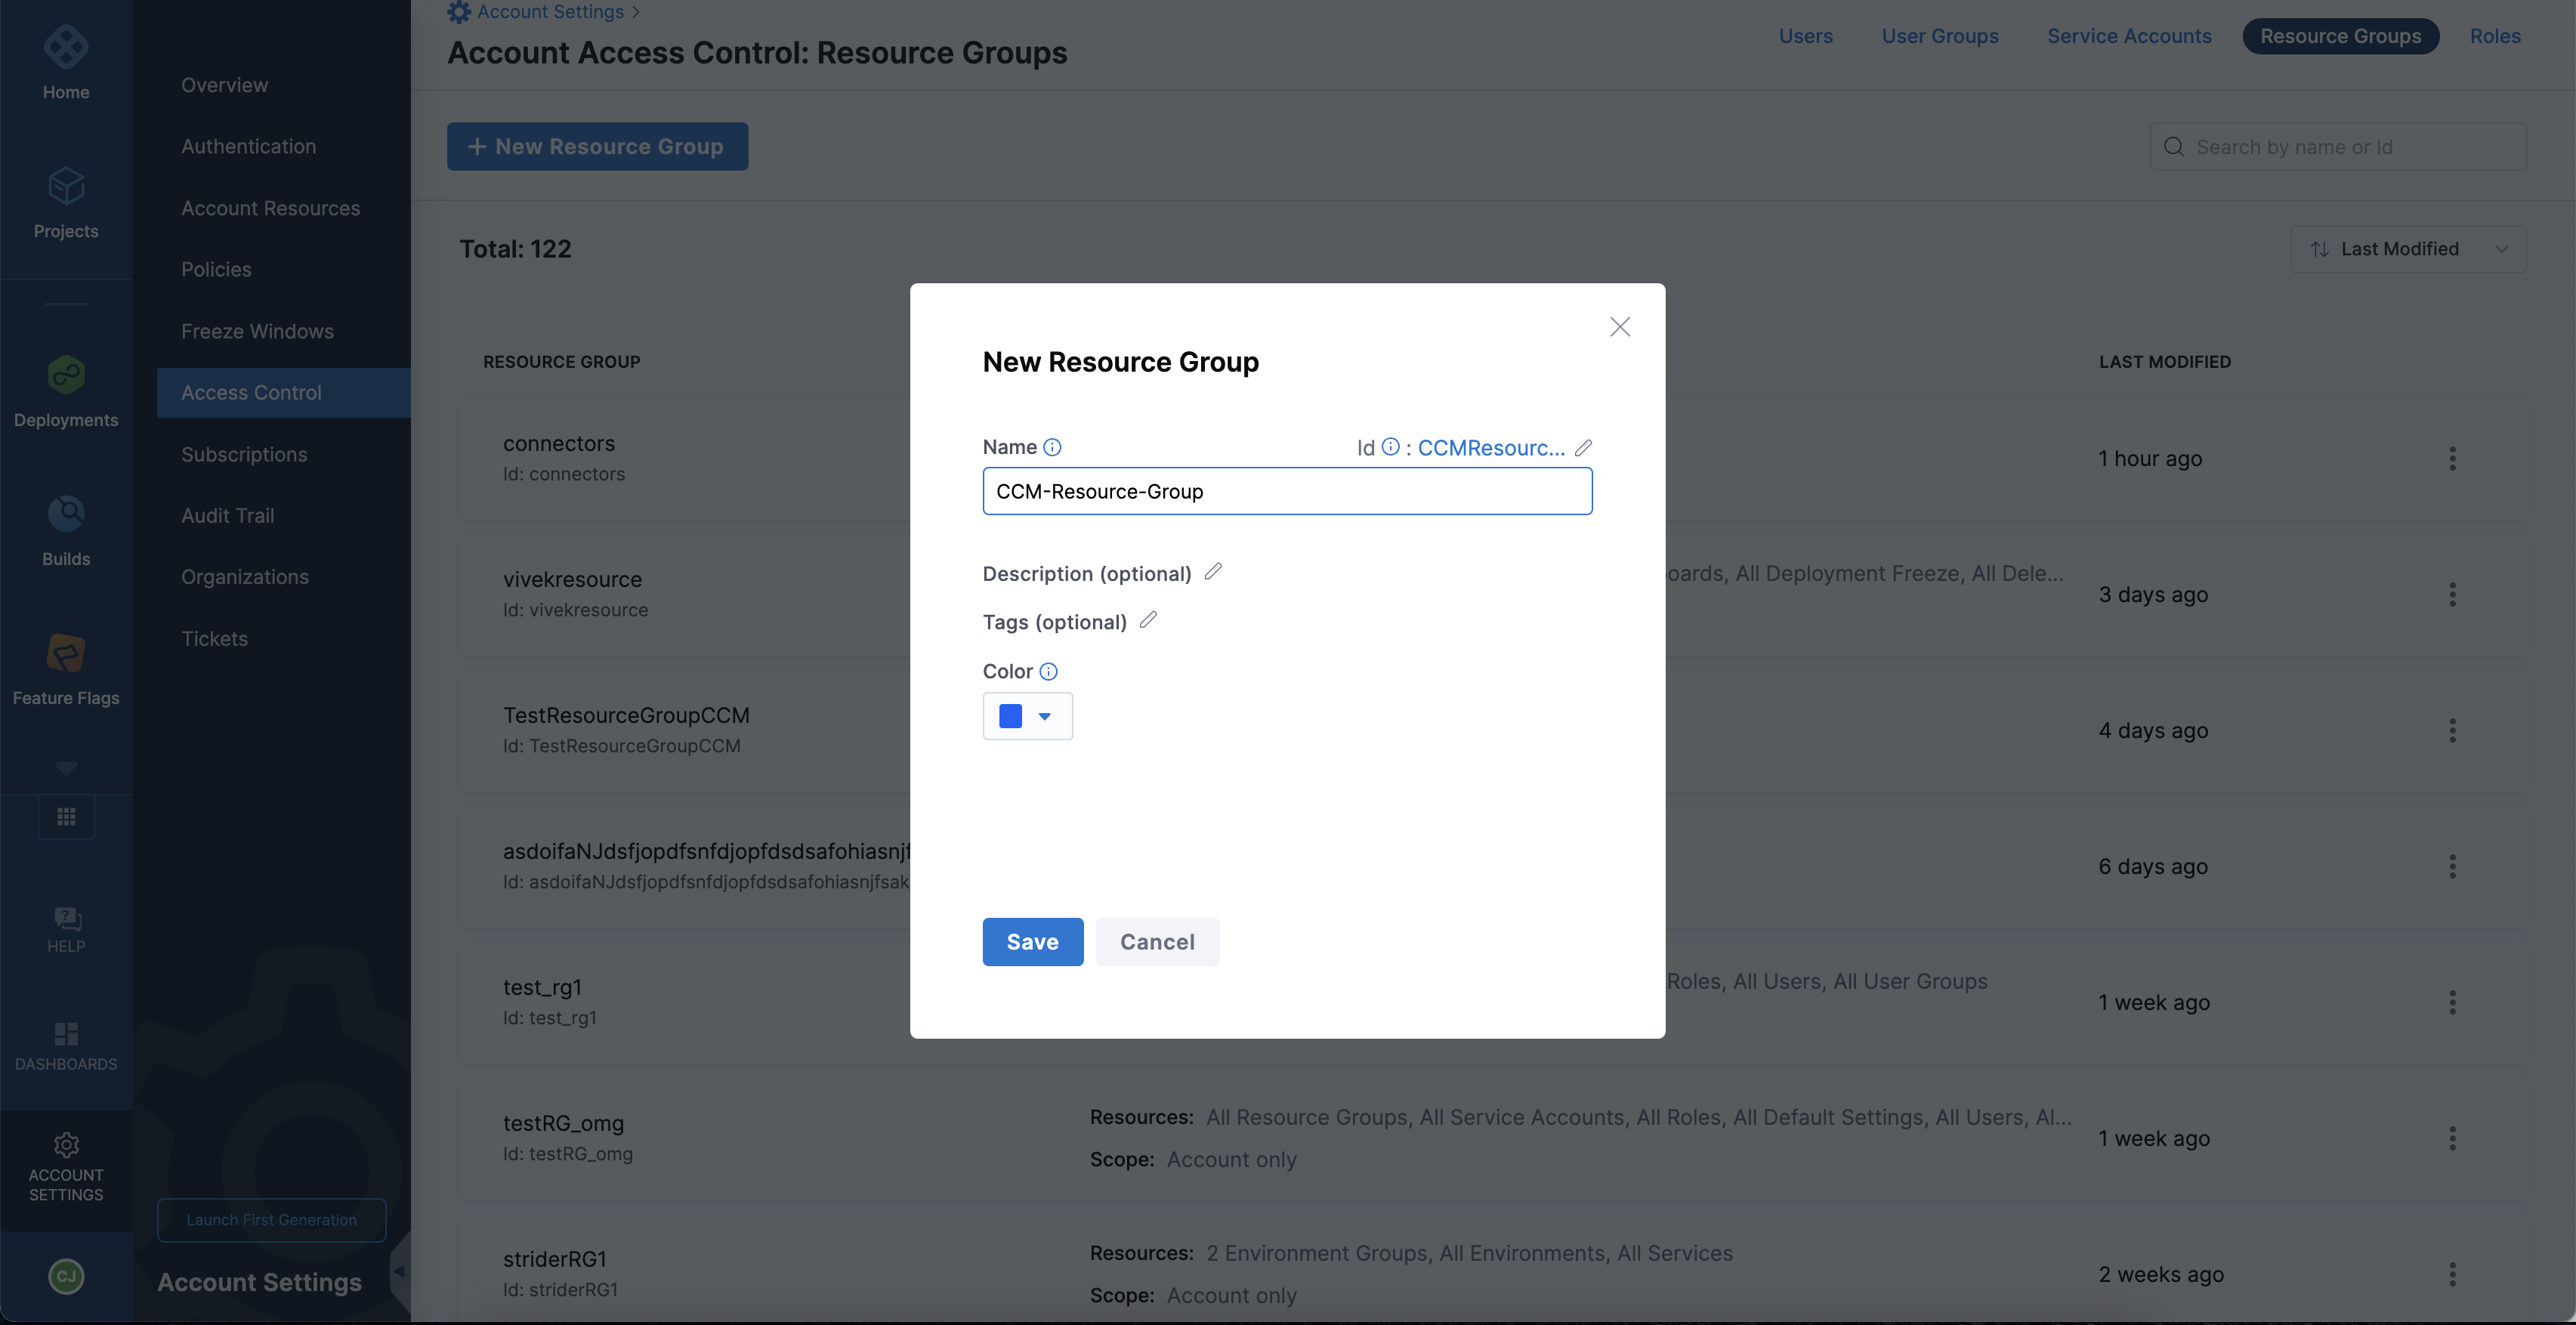 Home
Projects
Deployments
Builds
Feature Flags
HELP
DASHBOARDS
ACCOUNT
SETTINGS
CJ
Overview
Authentication
Account Resources
Policies
Freeze Windows
Access Control
Subscriptions
Audit Trail
Organizations
Tickets
Launch First Generation
Account Settings
Account Settings >
Account Access Control: Resource Groups
Users User Groups Service Accounts Resource Groups Roles
+ New Resource Group
Search by name or Id
Total: 122
Last Modified
RESOURCE GROUP LAST MODIFIED
connectors
Id: connectors
1 hour ago
vivekresource
Id: vivekresource
oards, All Deployment Freeze, All Dele...
3 days ago
TestResourceGroupCCM
Id: TestResourceGroupCCM
4 days ago
asdoifaNJdsfjopdfsnfdjopfdsdsafohiasnjf
Id: asdoifaNJdsfjopdfsnfdjopfdsdsafohiasnjfsak
6 days ago
test_rg1
Id: test_rg1
Roles, All Users, All User Groups
1 week ago
testRG_omg
Id: testRG_omg
Resources: All Resource Groups, All Service Accounts, All Roles, All Default Settings, All Users, Al...
Scope: Account only
1 week ago
striderRG1
Id: striderRG1
Resources: 2 Environment Groups, All Environments, All Services
Scope: Account only
2 weeks ago
New Resource Group
Name Id : CCMResourc...
CCM-Resource-Group
Description (optional)
Tags (optional)
Color
Save Cancel